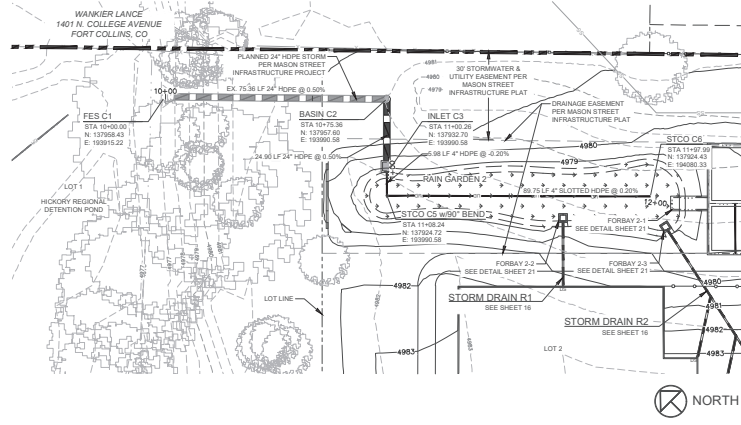 WANKIER LANCE
1401 N. COLLEGE AVENUE
FORT COLLINS, CO
PLANNED 24" HDPE STORM
PER MASON STREET
INFRASTRUCTURE PROJECT
EX. 75.36 LF 24" HDPE @ 0.50%
10+00
FES C1
STA 10+00.00
N: 137958.43
E: 193915.22
BASIN C2
STA 10+75.36
N: 137957.60
E: 193990.58
24.90 LF 24" HDPE @ 0.50%
4981
4980
4979
30' STORMWATER &
UTILITY EASEMENT PER
MASON STREET
INFRASTRUCTURE PLAT
DRAINAGE EASEMENT
PER MASON STREET
INFRASTRUCTURE PLAT
INLET C3
STA 11+00.26
N: 137932.70
E: 193990.58
5.98 LF 4" HDPE @ -0.20%
4980
4979
STCO C6
STA 11+97.99
N: 137924.43
E: 194080.33
RAIN GARDEN 2
89.75 LF 4" SLOTTED HDPE @ 0.20%
12+00
STCO C5 w/90° BEND
STA 11+08.24
N: 137924.72
E: 193990.58
LOT 1
HICKORY REGIONAL
DETENTION POND
4977
4977
4978
4979
FORBAY 2-1
SEE DETAIL SHEET 21
FORBAY 2-2
SEE DETAIL SHEET 21
FORBAY 2-3
SEE DETAIL SHEET 21
LOT LINE
4982
4982
4983
4983
STORM DRAIN R1
SEE SHEET 16
STORM DRAIN R2
SEE SHEET 16
LOT 2
4980
4981
4982
4983
NORTH